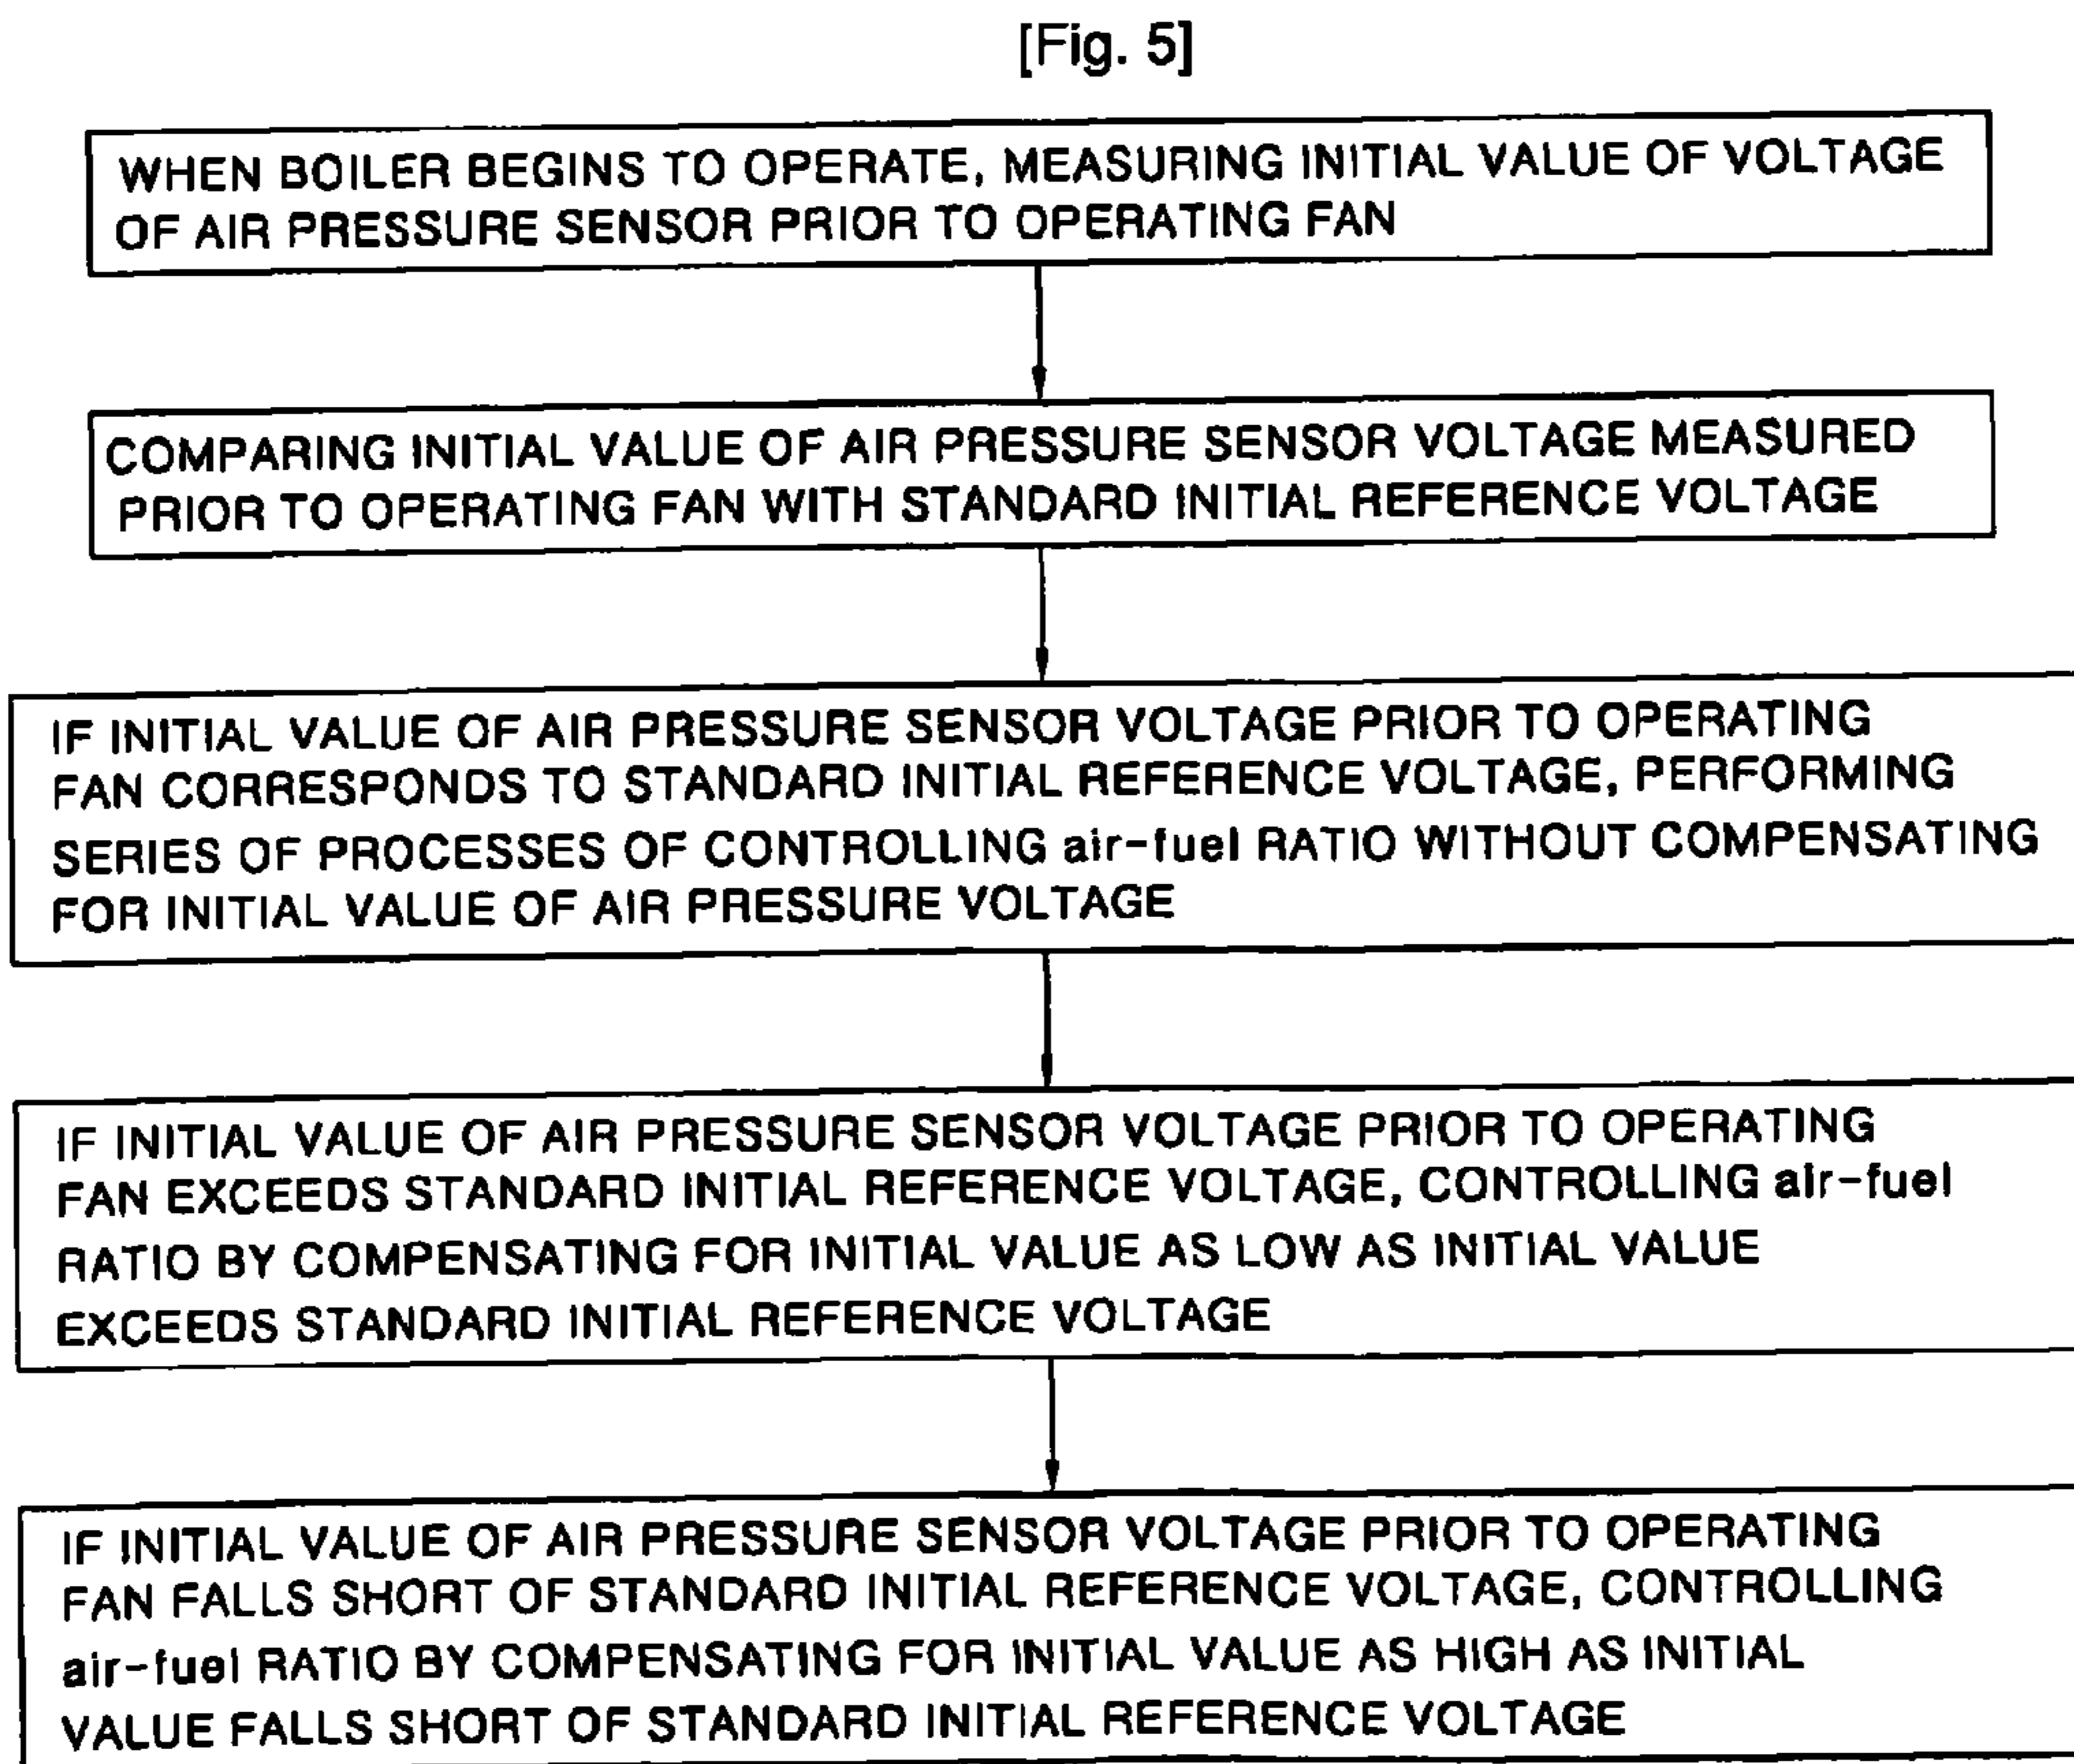 [Fig. 5]
WHEN BOILER BEGINS TO OPERATE, MEASURING INITIAL VALUE OF VOLTAGE
OF AIR PRESSURE SENSOR PRIOR TO OPERATING FAN
COMPARING INITIAL VALUE OF AIR PRESSURE SENSOR VOLTAGE MEASURED
PRIOR TO OPERATING FAN WITH STANDARD INITIAL REFERENCE VOLTAGE
IF INITIAL VALUE OF AIR PRESSURE SENSOR VOLTAGE PRIOR TO OPERATING
FAN CORRESPONDS TO STANDARD INITIAL REFERENCE VOLTAGE, PERFORMING
SERIES OF PROCESSES OF CONTROLLING air-fuel RATIO WITHOUT COMPENSATING
FOR INITIAL VALUE OF AIR PRESSURE VOLTAGE
IF INITIAL VALUE OF AIR PRESSURE SENSOR VOLTAGE PRIOR TO OPERATING
FAN EXCEEDS STANDARD INITIAL REFERENCE VOLTAGE, CONTROLLING air-fuel
RATIO BY COMPENSATING FOR INITIAL VALUE AS LOW AS INITIAL VALUE
EXCEEDS STANDARD INITIAL REFERENCE VOLTAGE
IF INITIAL VALUE OF AIR PRESSURE SENSOR VOLTAGE PRIOR TO OPERATING
FAN FALLS SHORT OF STANDARD INITIAL REFERENCE VOLTAGE, CONTROLLING
air-fuel RATIO BY COMPENSATING FOR INITIAL VALUE AS HIGH AS INITIAL
VALUE FALLS SHORT OF STANDARD INITIAL REFERENCE VOLTAGE